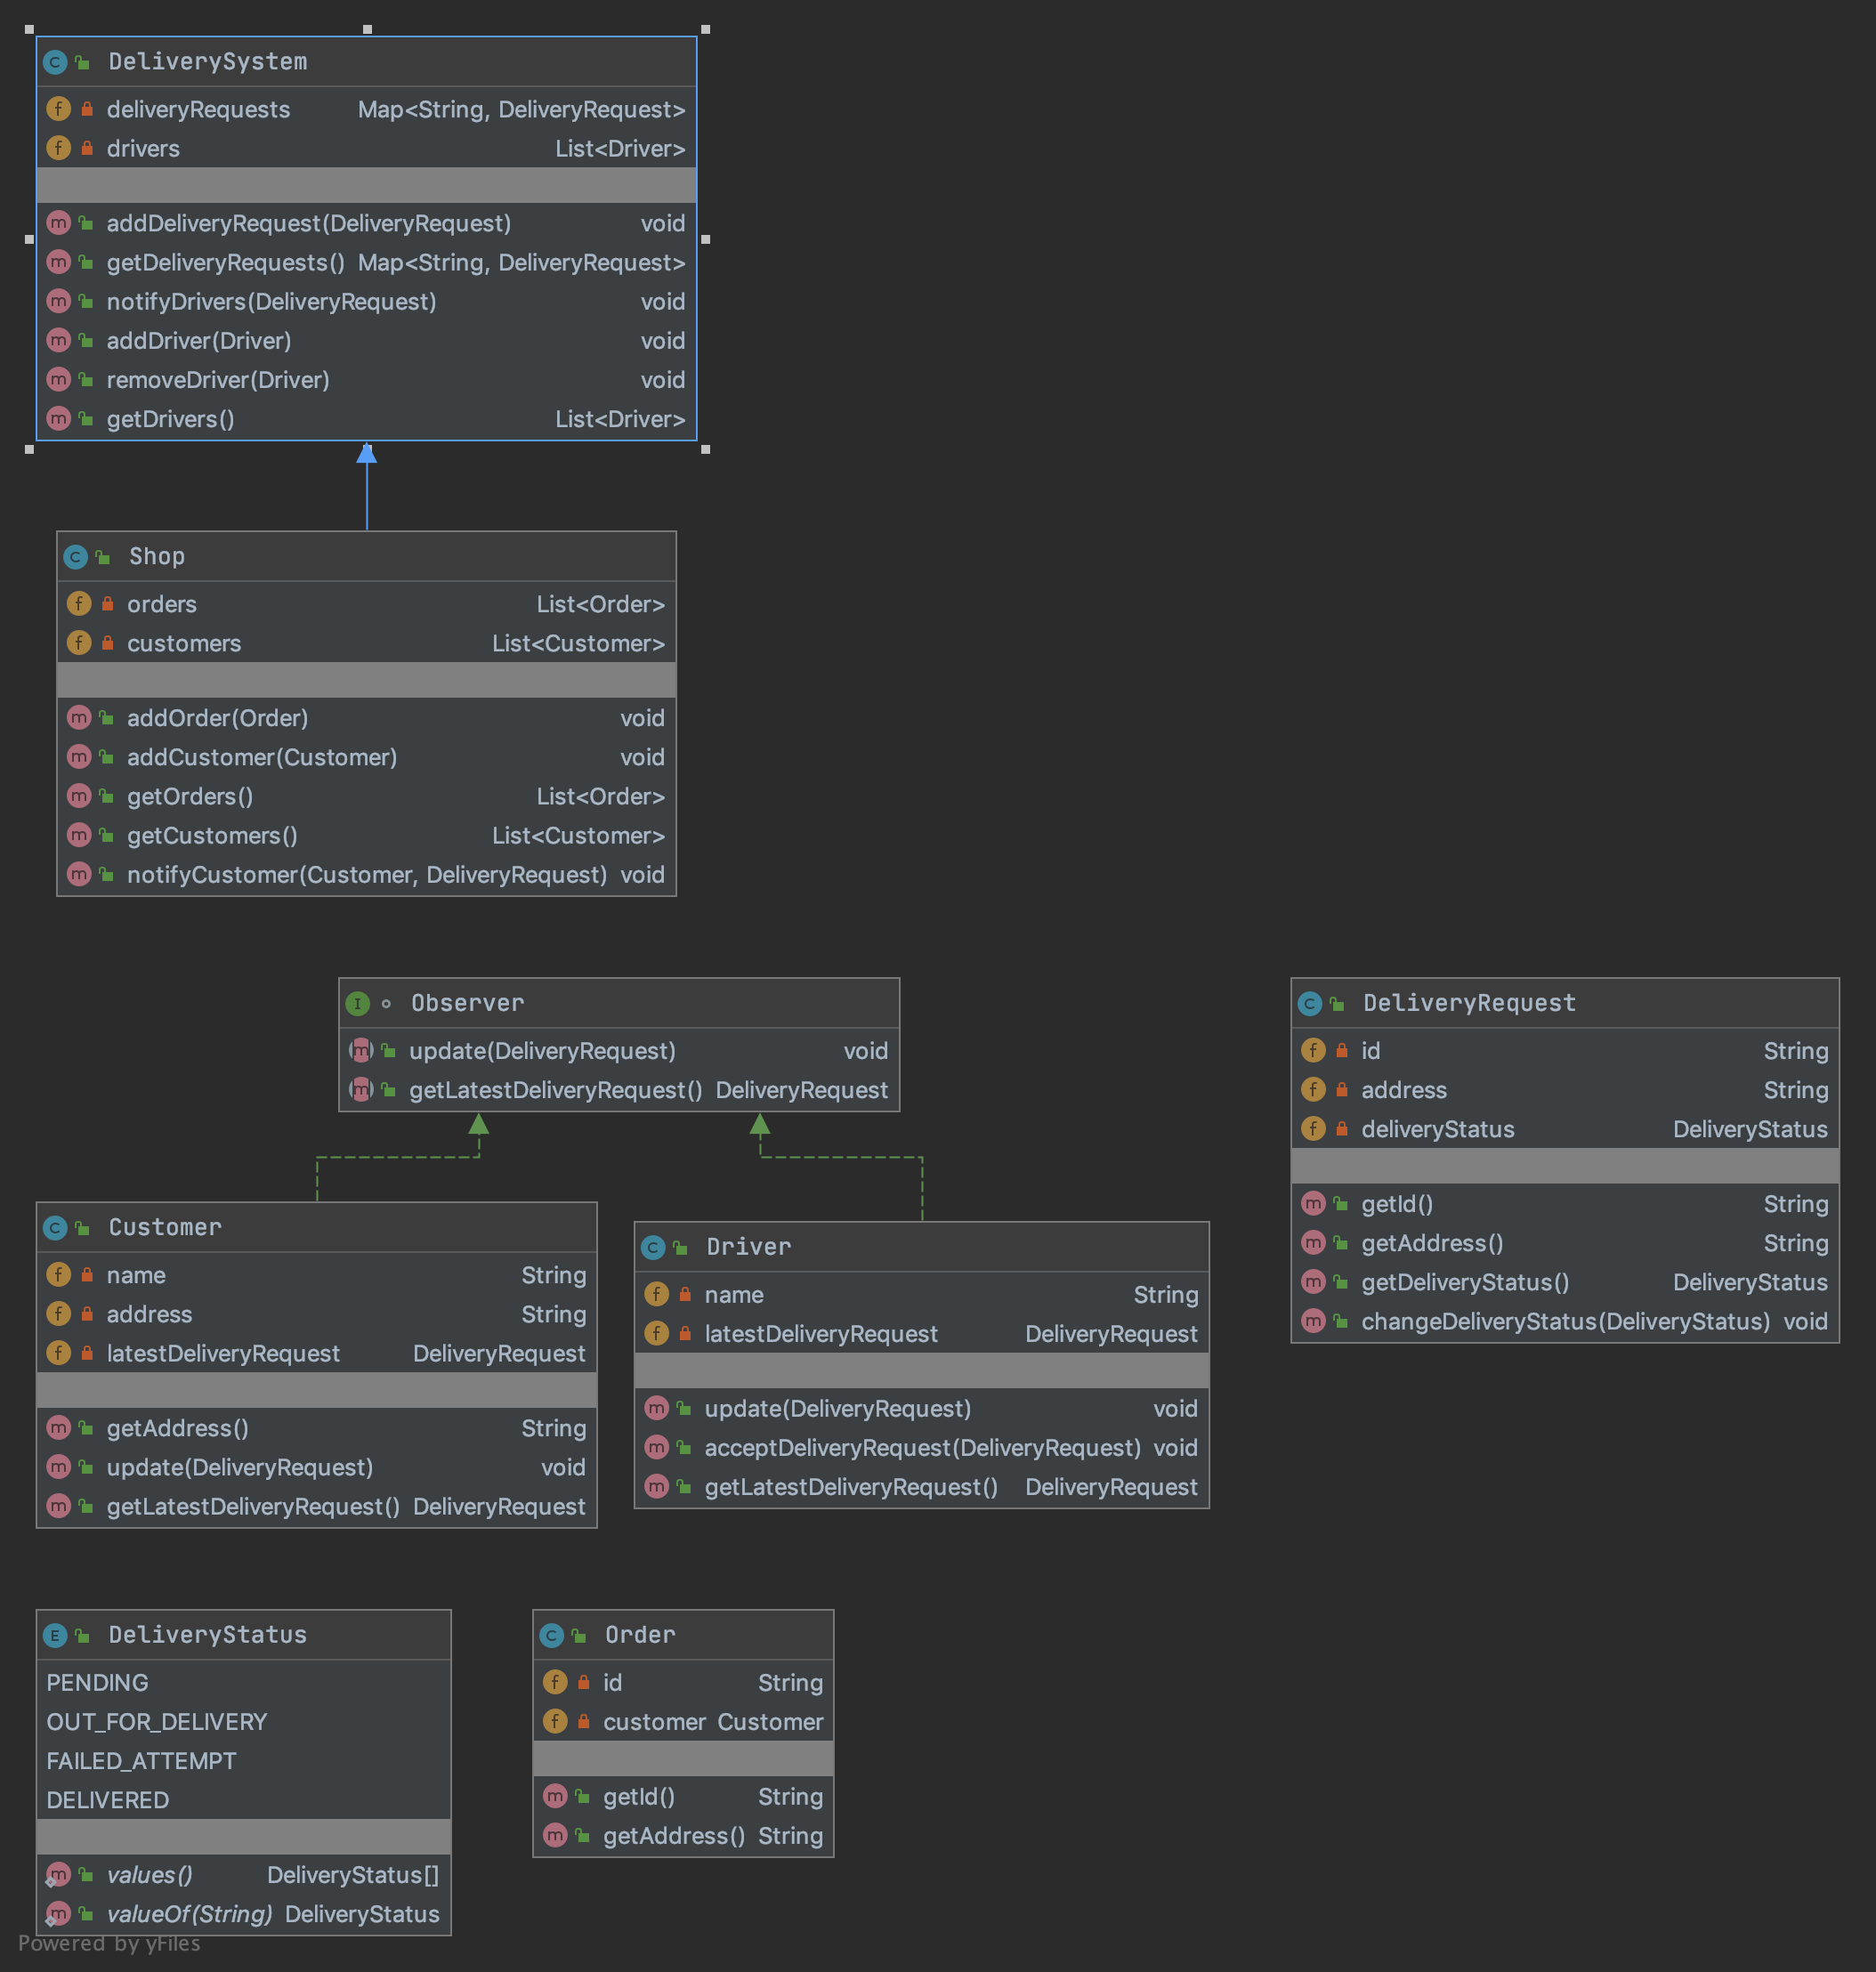 DeliverySystem
deliveryRequests Map<String, DeliveryRequest>
drivers List<Driver>
addDeliveryRequest(DeliveryRequest) void
getDeliveryRequests() Map<String, DeliveryRequest>
notifyDrivers(DeliveryRequest) void
addDriver(Driver) void
removeDriver(Driver) void
getDrivers() List<Driver>
Shop
orders List<Order>
customers List<Customer>
addOrder(Order) void
addCustomer(Customer) void
getOrders() List<Order>
getCustomers() List<Customer>
notifyCustomer(Customer, DeliveryRequest) void
Observer
update(DeliveryRequest) void
getLatestDeliveryRequest() DeliveryRequest
DeliveryRequest
id String
address String
deliveryStatus DeliveryStatus
getId() String
getAddress() String
getDeliveryStatus() DeliveryStatus
changeDeliveryStatus(DeliveryStatus) void
Customer
name String
address String
latestDeliveryRequest DeliveryRequest
getAddress() String
update(DeliveryRequest) void
getLatestDeliveryRequest() DeliveryRequest
Driver
name String
latestDeliveryRequest DeliveryRequest
update(DeliveryRequest) void
acceptDeliveryRequest(DeliveryRequest) void
getLatestDeliveryRequest() DeliveryRequest
DeliveryStatus
PENDING
OUT_FOR_DELIVERY
FAILED_ATTEMPT
DELIVERED
values() DeliveryStatus[]
valueOf(String) DeliveryStatus
Order
id String
customer Customer
getId() String
getAddress() String
Powered by yFiles